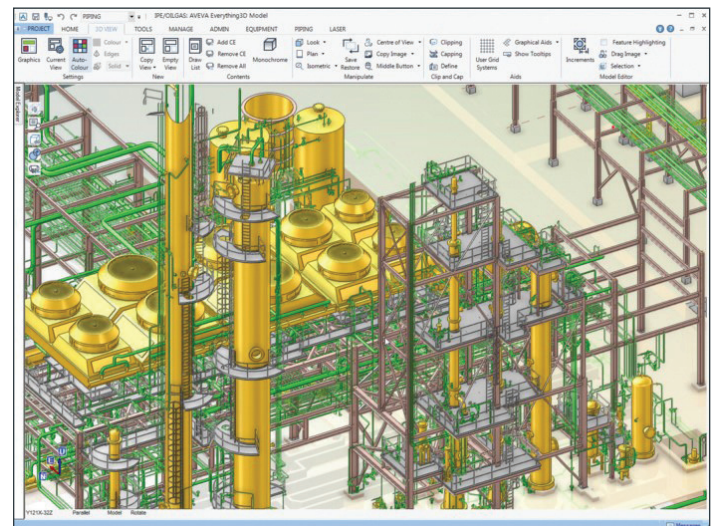 PIPING IPE/OILGAS: AVEVA Everything3D Model
PROJECT HOME 3D VIEW TOOLS MANAGE ADMIN EQUIPMENT PIPING LASER
Graphics
Current View
Auto-Colour
Colour
Edges
Solid
Settings
Copy View
Empty View
New
Draw List
Add CE
Remove CE
Remove All
Contents
Monochrome
Look
Plan
Isometric
Save Restore
Centre of View
Copy Image
Middle Button
Manipulate
Clipping
Capping
Define
Clip and Cap
User Grid Systems
Graphical Aids
Show Tooltips
Aids
Increments
Feature Highlighting
Drag Image
Selection
Model Editor
Model Explorer
Y121X-32Z Parallel Model Rotate
Messages